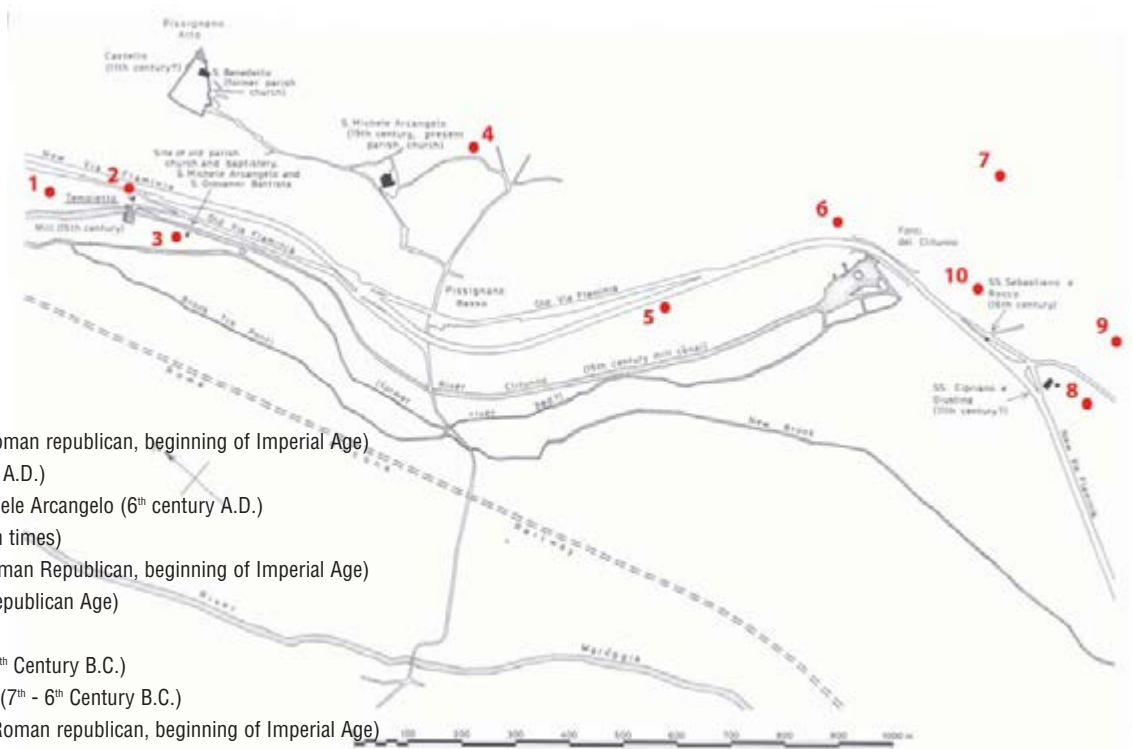 Pissignano
Alto
Castello
(11th century?)
S. Benedetto
(former parish
church)
S. Michele Arcangelo
(19th century, present
parish church)
4
Site of old parish
church and baptistery,
S. Michele Arcangelo and
S. Giovanni Battista
New Via Flaminia
1
2
Tempietto
Mill (15th century)
3
Old Via Flaminia
7
6
Fonti
del Clitunno
10
SS. Sebastiano e
Rocco
(16th century)
9
Pissignano
Basso
Old Via Flaminia
5
River Clitunno (15th century mill canal)
SS. Cipriano e
Giustina
(11th century?)
8
(former river bed?)
New Brook
New Via Flaminia
Rome
Railway
oman republican, beginning of Imperial Age)
A.D.)
ele Arcangelo (6th century A.D.)
n times)
man Republican, beginning of Imperial Age)
epublican Age)
th Century B.C.)
(7th - 6th Century B.C.)
Roman republican, beginning of Imperial Age)
River
100 200 300 400 500 600 700 800 900 1000 m